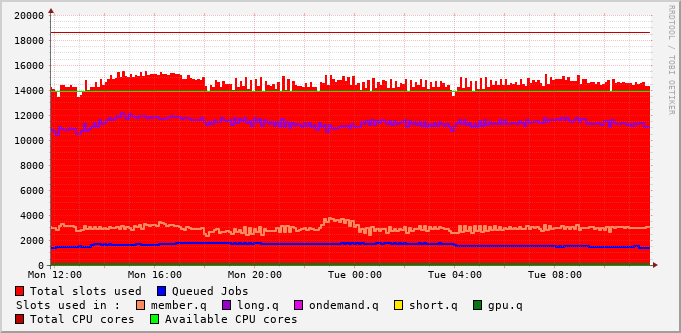 20000
18000
16000
14000
12000
10000
8000
6000
4000
2000
0
Mon 12:00 Mon 16:00 Mon 20:00 Tue 00:00 Tue 04:00 Tue 08:00
RRDTOOL / TOBI OETIKER
Total slots used Queued Jobs
Slots used in : member.q long.q ondemand.q short.q gpu.q
Total CPU cores Available CPU cores